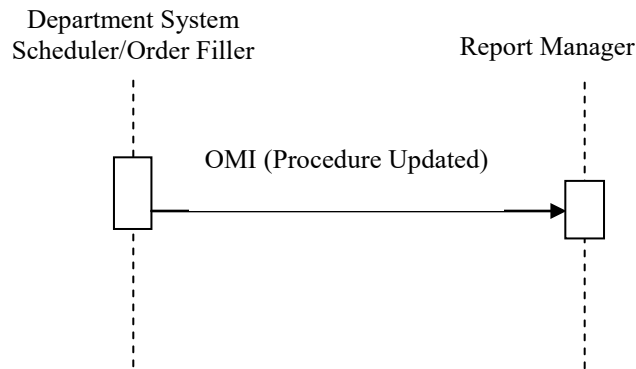 Department System
Scheduler/Order Filler
Report Manager
OMI (Procedure Updated)